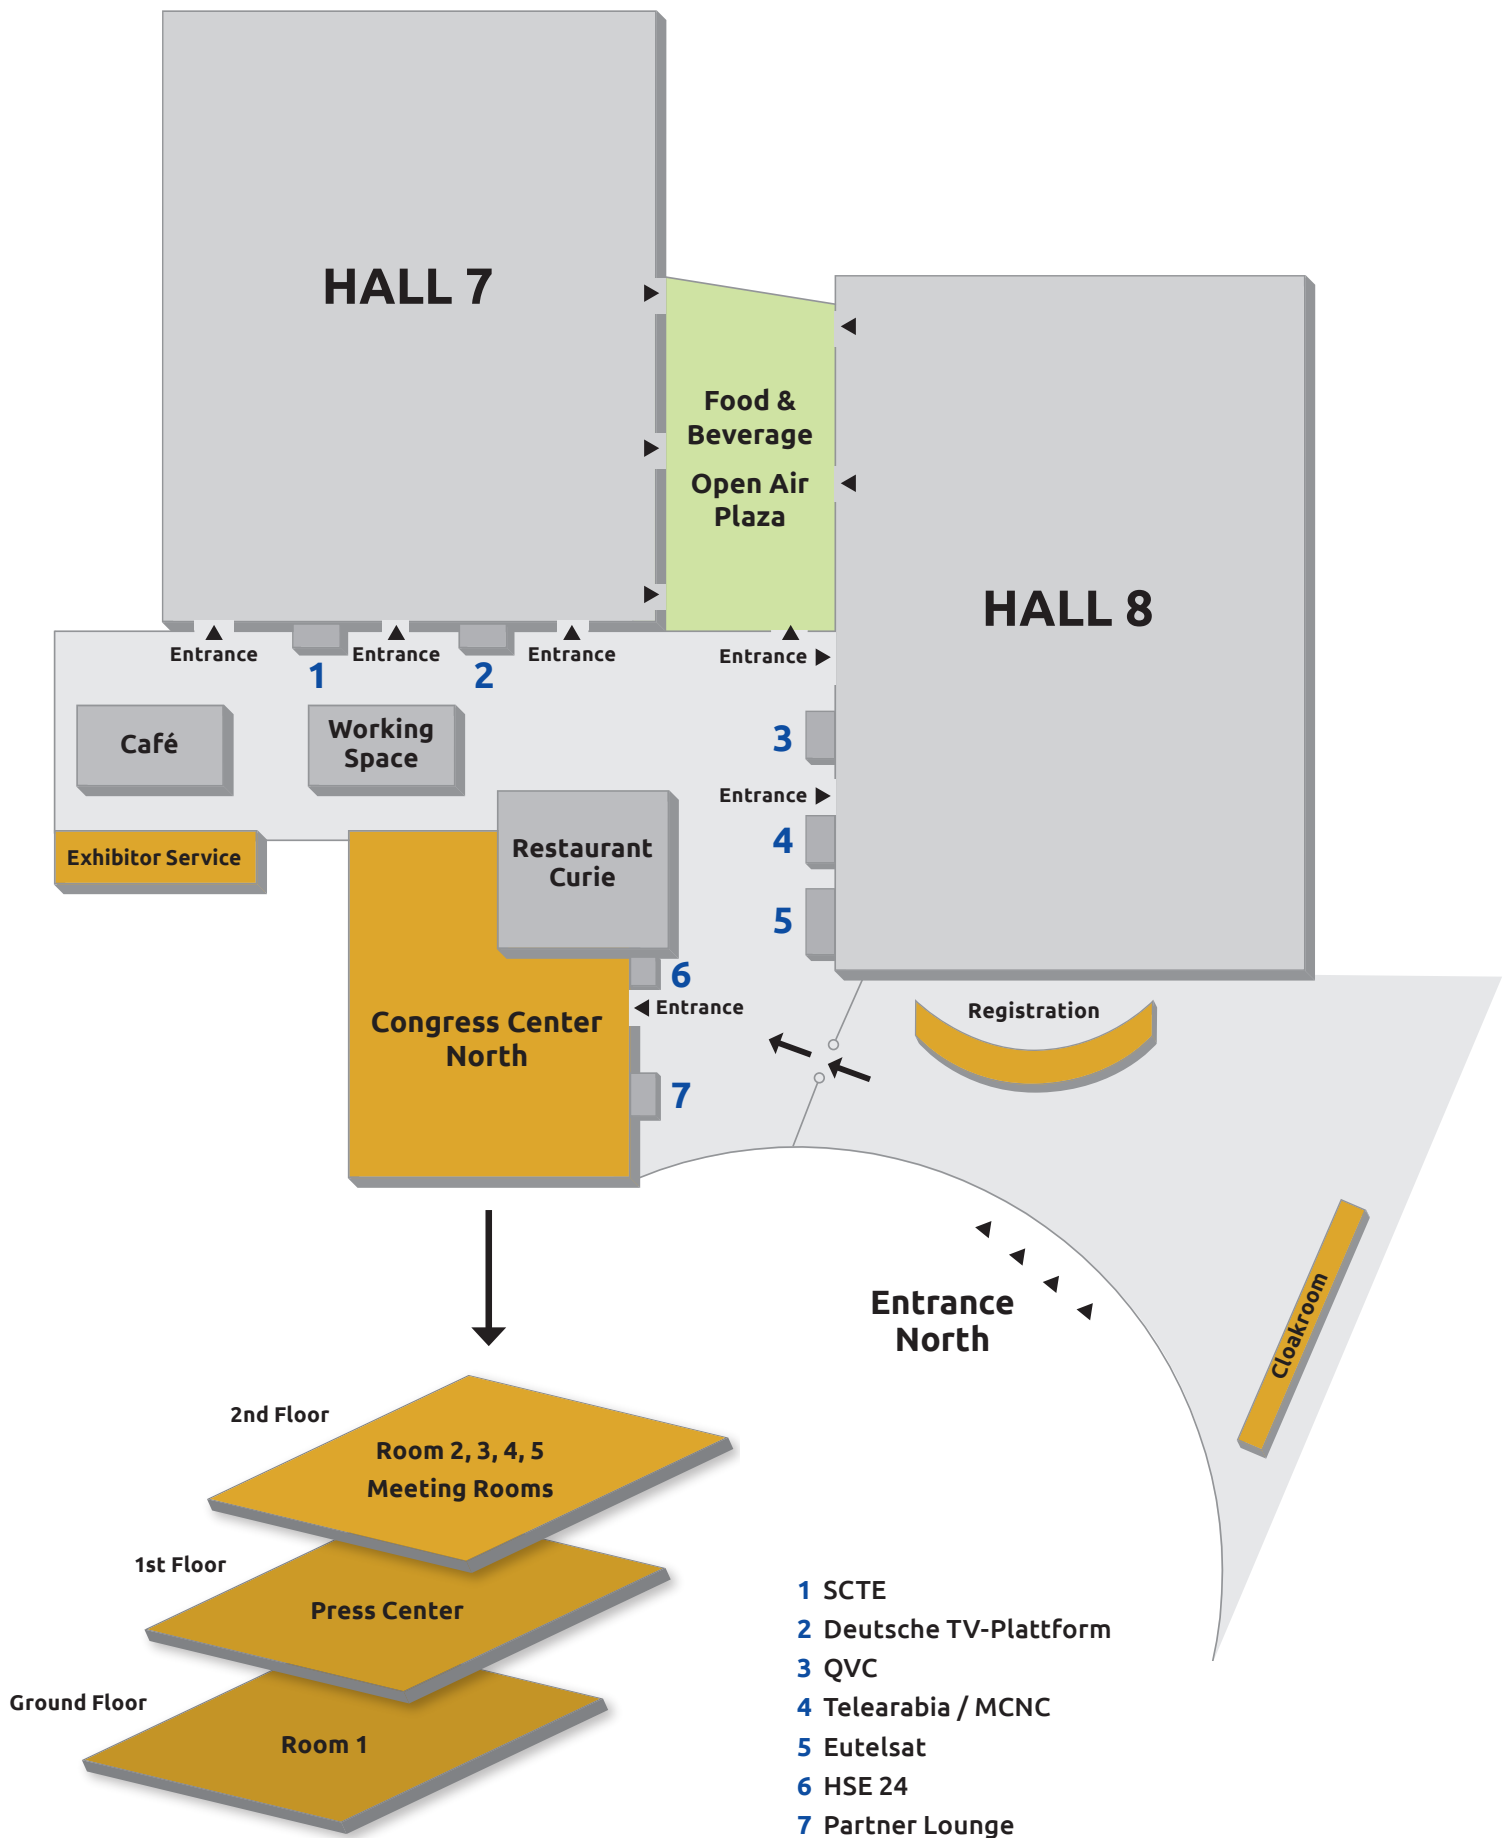 HALL 7
Food &
Beverage
Open Air
Plaza
HALL 8
Entrance
Entrance
Entrance
Entrance
1
2
Café
Working
Space
3
Entrance
4
Exhibitor Service
Restaurant
Curie
5
6
Entrance
Registration
Congress Center
North
7
Entrance
North
Cloakroom
2nd Floor
Room 2, 3, 4, 5
Meeting Rooms
1st Floor
Press Center
Ground Floor
Room 1
1 SCTE
2 Deutsche TV-Plattform
3 QVC
4 Telearabia / MCNC
5 Eutelsat
6 HSE 24
7 Partner Lounge